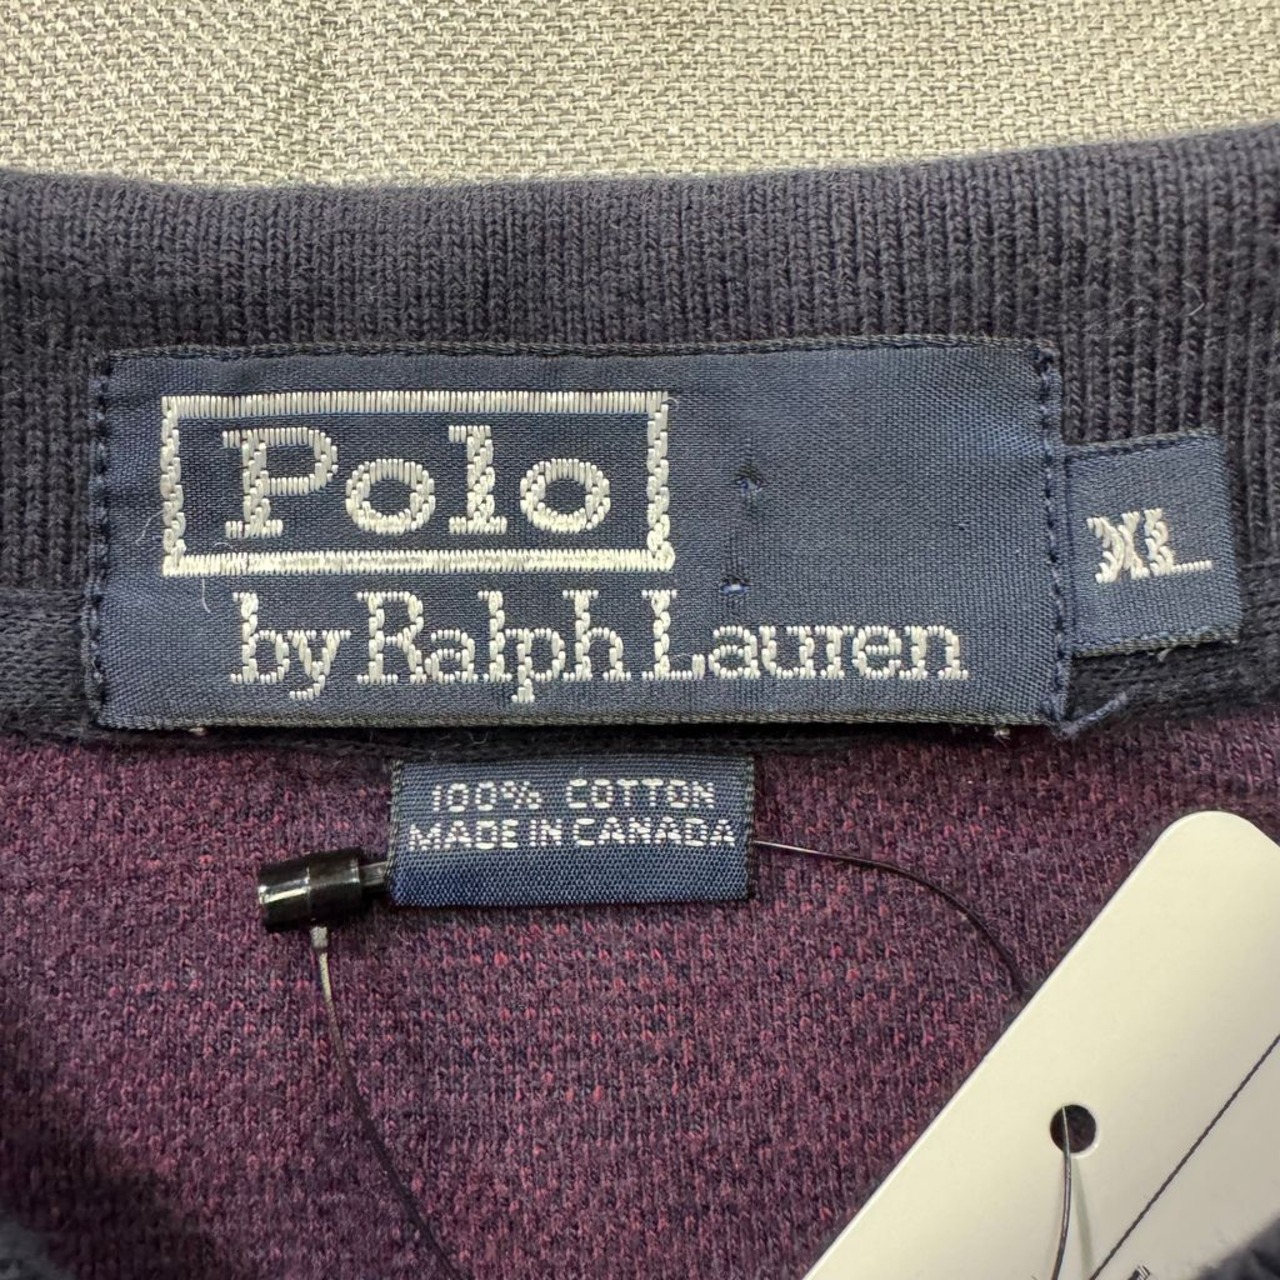 Polo
by Ralph Lauren
XL
100% COTTON
MADE IN CANADA